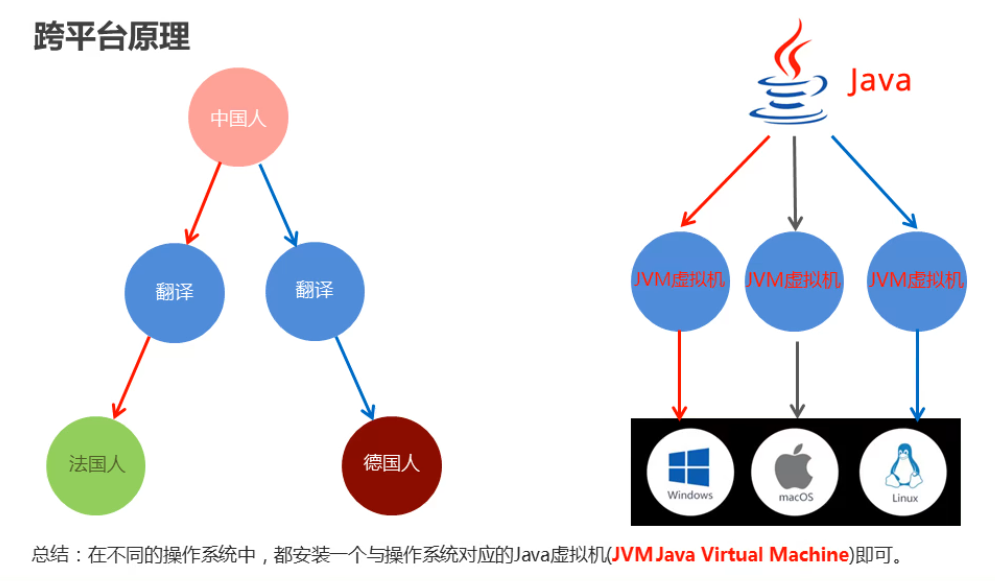 跨平台原理
中国人
翻译
翻译
法国人
德国人
Java
JVM虚拟机
JVM虚拟机
JVM虚拟机
Windows
macOS
Linux
总结：在不同的操作系统中，都安装一个与操作系统对应的Java虚拟机(JVM Java Virtual Machine)即可。